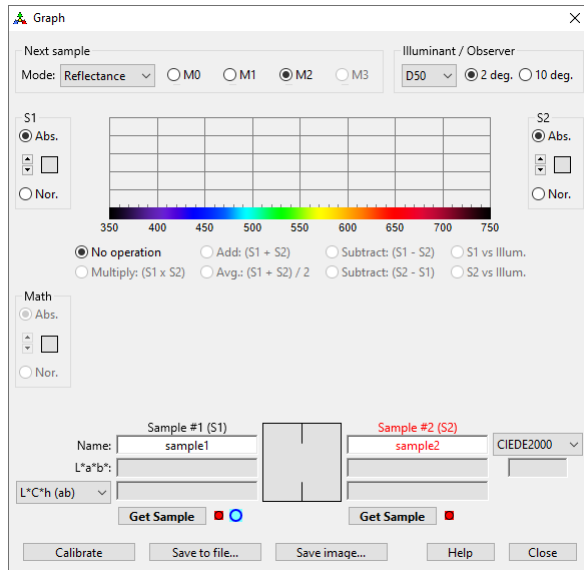 Graph
Next sample
Mode: Reflectance M0 M1 M2 M3
Illuminant / Observer
D50 2 deg. 10 deg.
S1
Abs.
Nor.
S2
Abs.
Nor.
350 400 450 500 550 600 650 700 750
No operation Add: (S1 + S2) Subtract: (S1 - S2) S1 vs Illum.
Multiply: (S1 x S2) Avg.: (S1 + S2) / 2 Subtract: (S2 - S1) S2 vs Illum.
Math
Abs.
Nor.
Sample #1 (S1) Sample #2 (S2)
Name: sample1 sample2 CIEDE2000
L*a*b*:
L*C*h (ab)
Get Sample Get Sample
Calibrate Save to file... Save image... Help Close